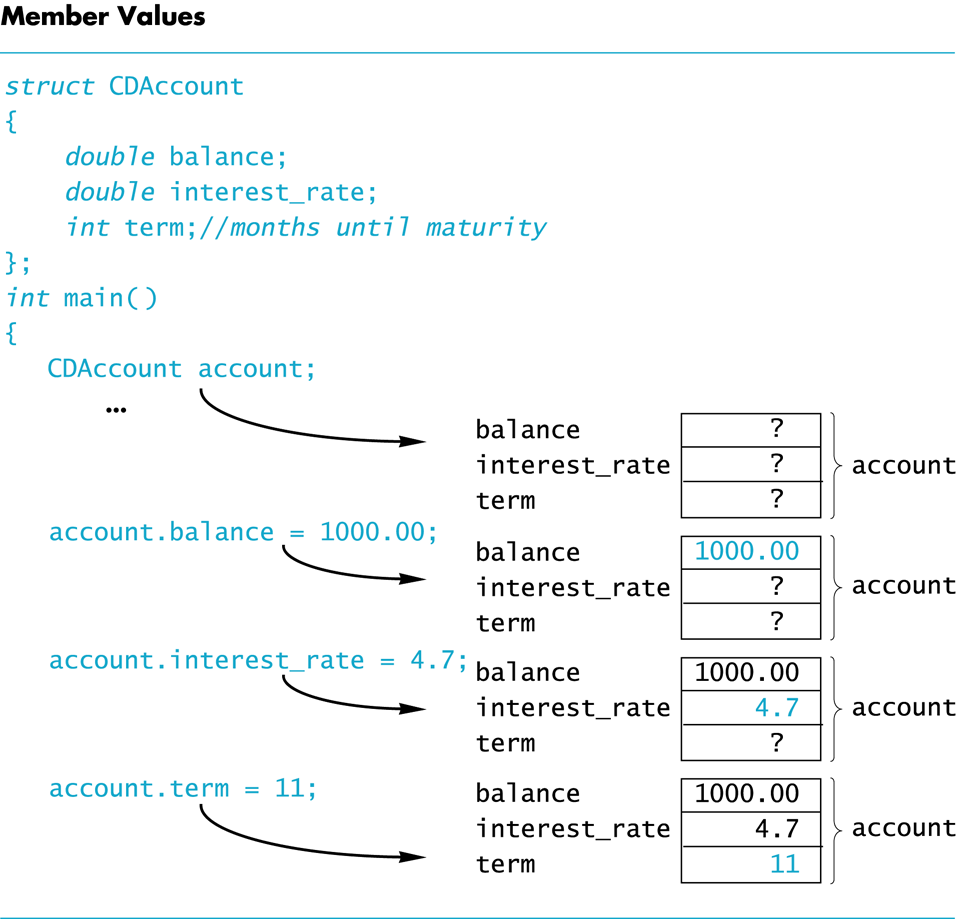 Member Values
struct CDAccount
{
double balance;
double interest_rate;
int term;//months until maturity
};
int main()
{
CDAccount account;
...
balance ?
interest_rate ? account
term ?
account.balance = 1000.00;
balance 1000.00
interest_rate ? account
term ?
account.interest_rate = 4.7;
balance 1000.00
interest_rate 4.7 account
term ?
account.term = 11;
balance 1000.00
interest_rate 4.7 account
term 11